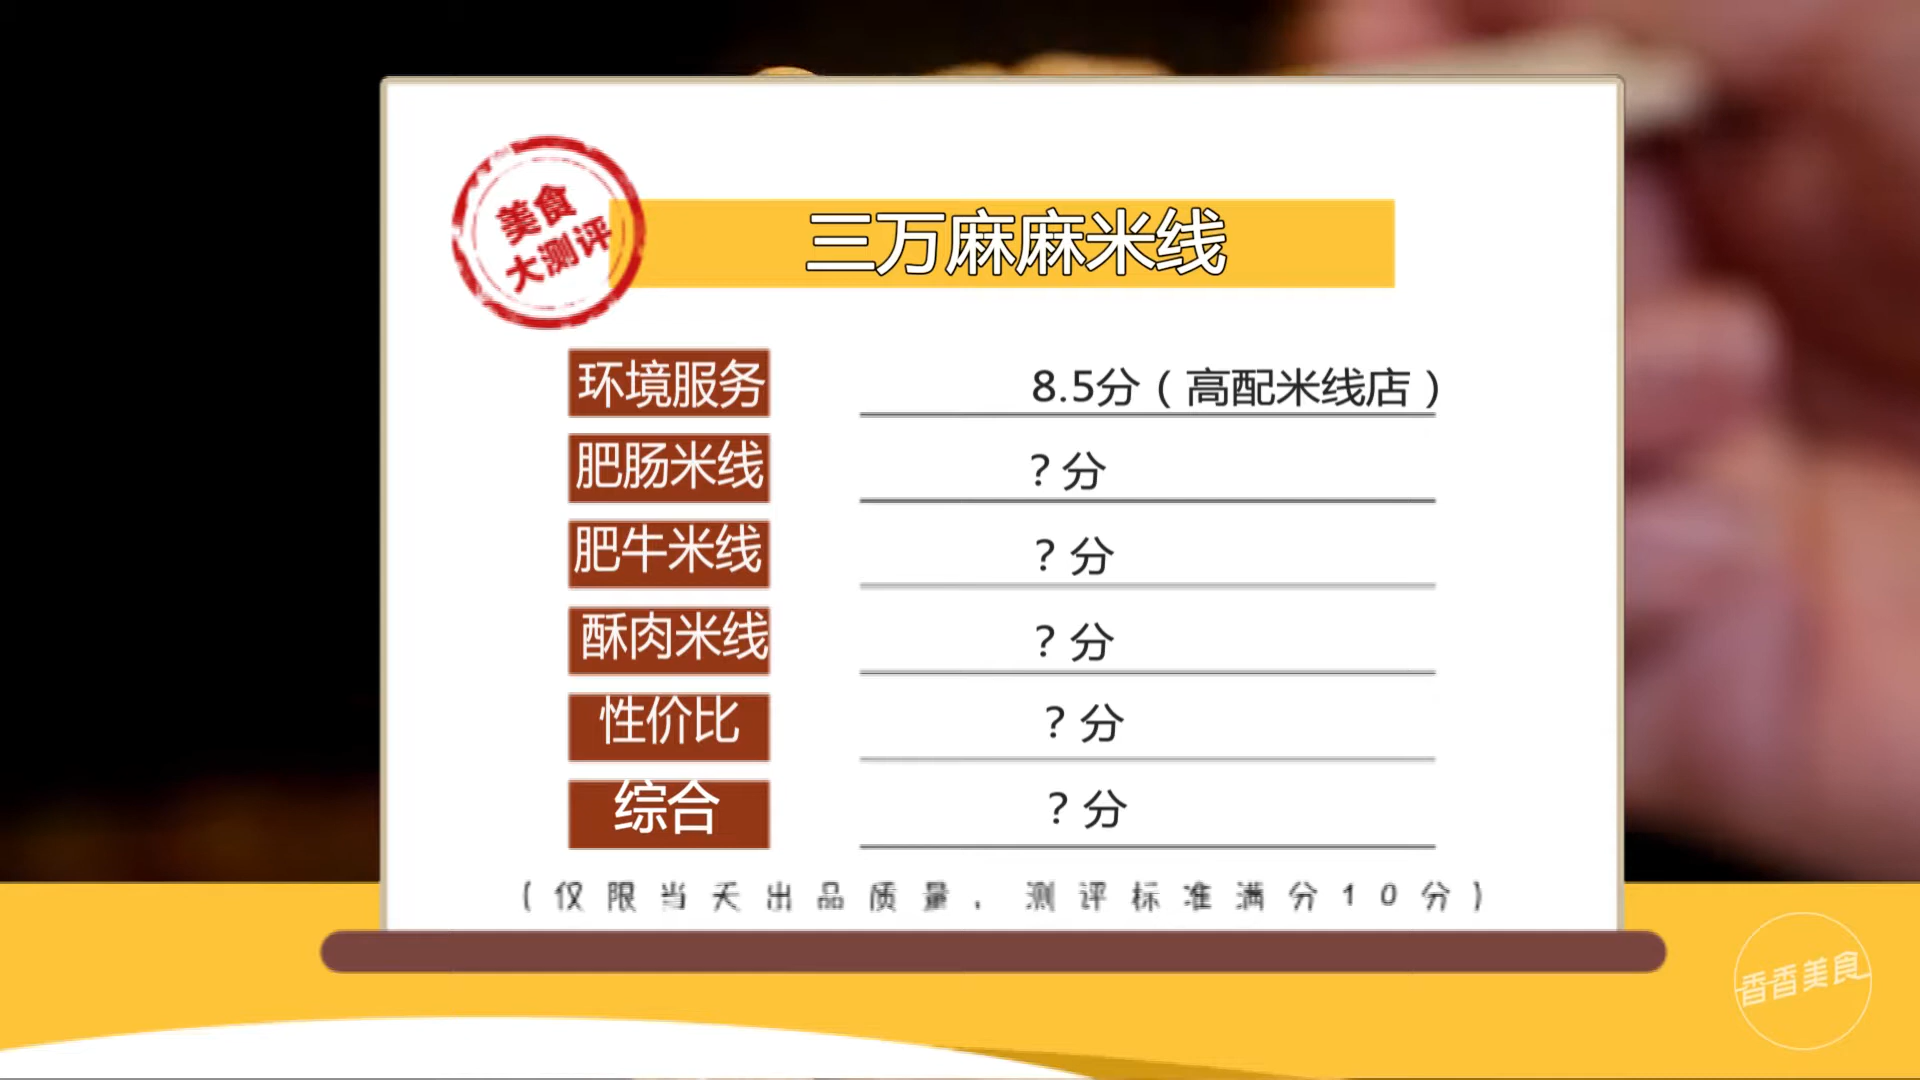 美食
大测评
三万麻麻米线
环境服务 8.5分（高配米线店）
肥肠米线 ？分
肥牛米线 ？分
酥肉米线 ？分
性价比 ？分
综合 ？分
（仅限当天出品质量，测评标准满分10分）
香香美食